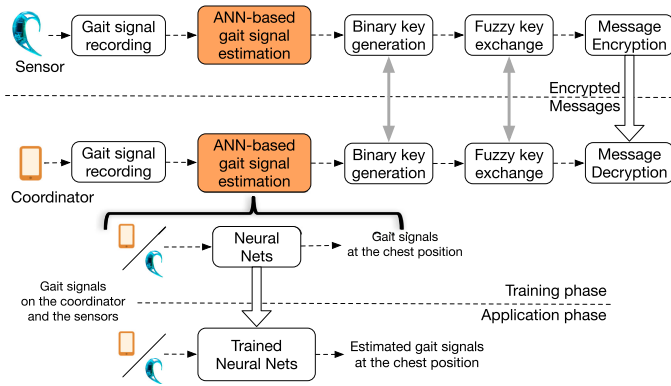 Gait signal
recording
ANN-based
gait signal
estimation
Binary key
generation
Fuzzy key
exchange
Message
Encryption
Sensor
Encrypted
Messages
Gait signal
recording
ANN-based
gait signal
estimation
Binary key
generation
Fuzzy key
exchange
Message
Decryption
Coordinator
Neural
Nets
Gait signals
at the chest position
Gait signals
on the coordinator
and the sensors
Training phase
Application phase
Trained
Neural Nets
Estimated gait signals
at the chest position